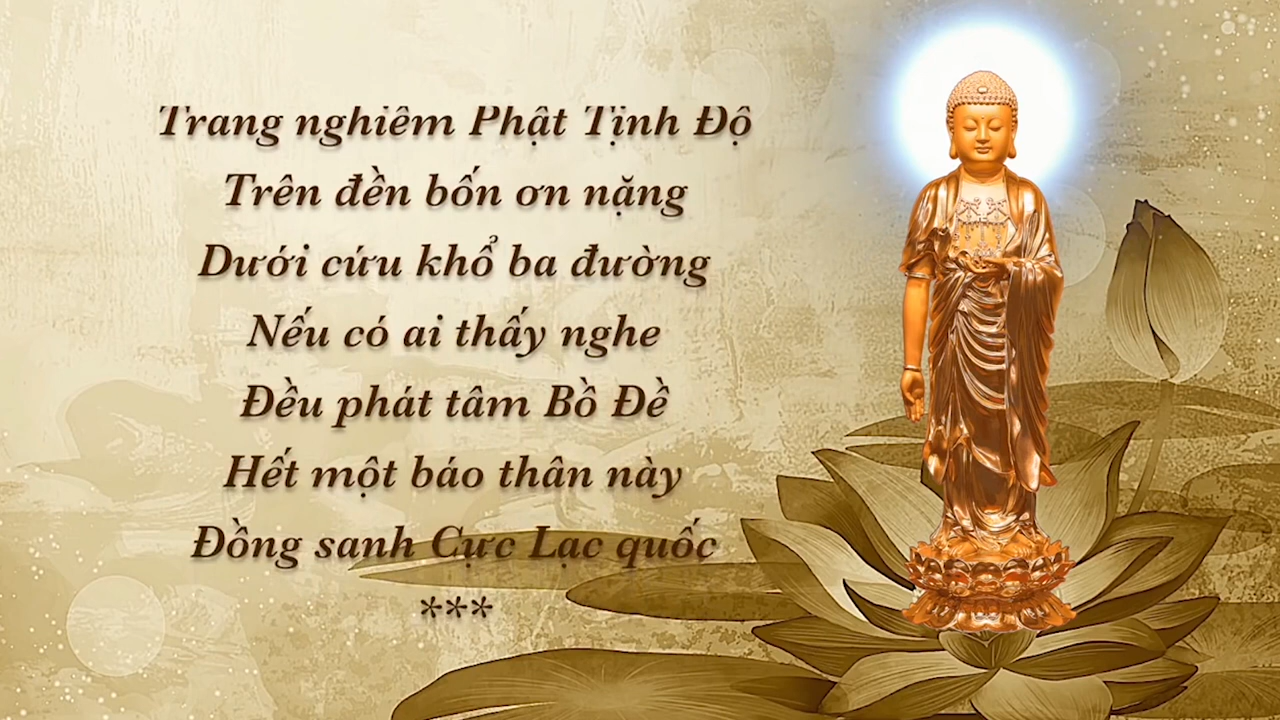 Trang nghiêm Phật Tịnh Độ
Trên đền bốn ơn nặng
Dưới cứu khổ ba đường
Nếu có ai thấy nghe
Đều phát tâm Bồ Đề
Hết một báo thân này
Đồng sanh Cực Lạc quốc
***